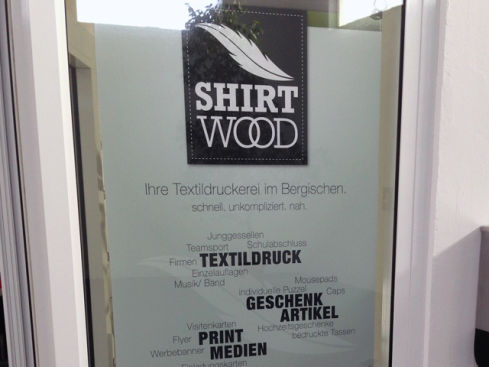 SHIRT
WOOD
Ihre Textildruckerei im Bergischen.
schnell. unkompliziert. nah.
Junggesellen
Teamsport Schulabschluss
Firmen TEXTILDRUCK
Einzelauflagen
Musik/ Band
Mousepads
individuelle Puzzel Caps
GESCHENK
ARTIKEL
Visitenkarten Hochzeitsgeschenke
Flyer PRINT bedruckte Tassen
Werbebanner MEDIEN
Einladungskarten